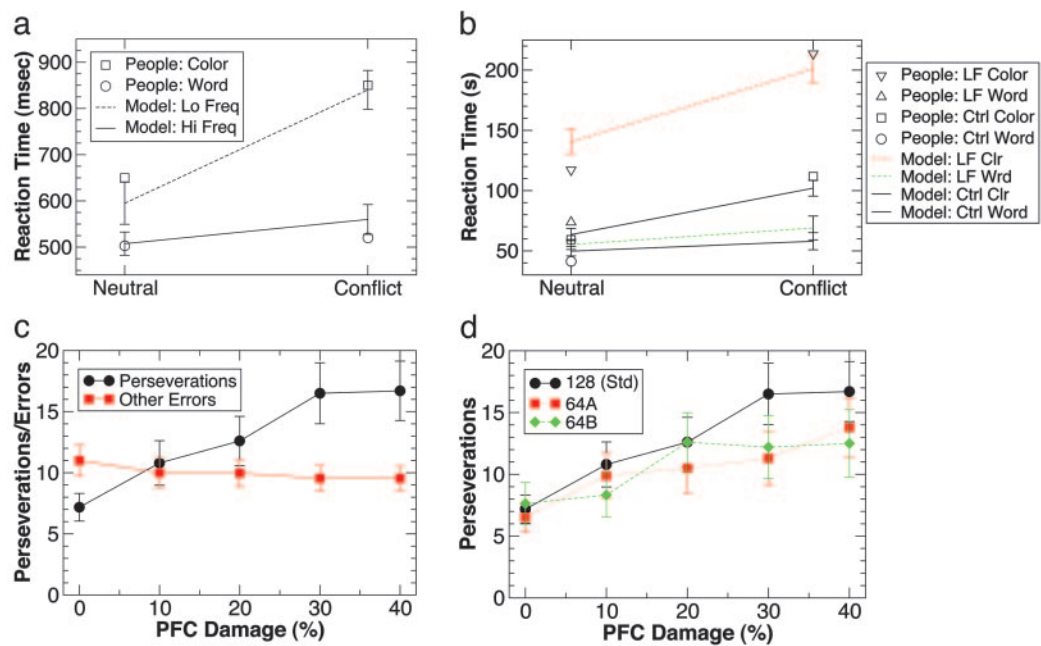 a
Reaction Time (msec)
900
800
700
600
500
People: Color
People: Word
Model: Lo Freq
Model: Hi Freq
Neutral
Conflict
b
Reaction Time (s)
200
150
100
50
Neutral
Conflict
People: LF Color
People: LF Word
People: Ctrl Color
People: Ctrl Word
Model: LF Clr
Model: LF Wrd
Model: Ctrl Clr
Model: Ctrl Word
c
Perseverations/Errors
20
15
10
5
0
Perseverations
Other Errors
0 10 20 30 40
PFC Damage (%)
d
Perseverations
20
15
10
5
0
128 (Std)
64A
64B
0 10 20 30 40
PFC Damage (%)